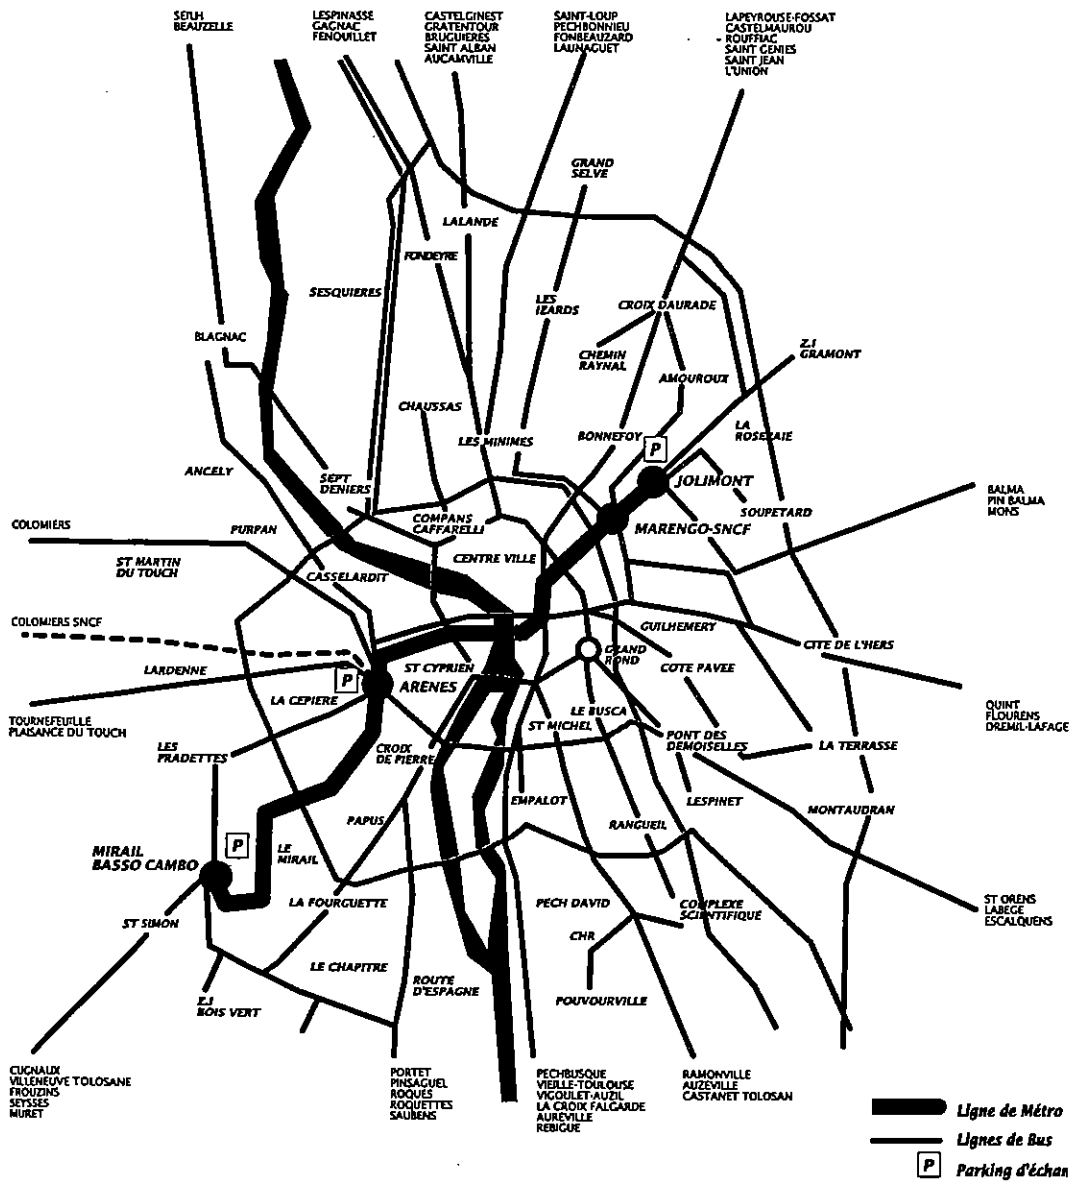 SEILH
BEAUZELLE
LESPINASSE
GAGNAC
FENOUILLET
CASTELGINEST
GRATENTOUR
BRUGUIERES
SAINT ALBAN
AUCAMVILLE
SAINT-LOUP
PECHBONNIEU
FONBEAUZARD
LAUNAGUET
LAPEYROUSE-FOSSAT
CASTELMAUROU
ROUFFIAC
SAINT GENIES
SAINT JEAN
L'UNION
GRAND
SELVE
LALANDE
FONDEYRE
SESQUIERES
LES
IZARDS
CROIX DAURADE
BLAGNAC
CHEMIN
RAYNAL
Z.I
GRAMONT
AMOUROUX
CHAUSSAS
LES MINIMES
BONNEFOY
LA
ROSERAIE
P
ANCELY
SEPT
DENIERS
JOLIMONT
BALMA
PIN BALMA
MONS
COLOMIERS
PURPAN
COMPANS
CAFFARELLI
SOUPETARD
MARENGO-SNCF
ST MARTIN
DU TOUCH
CENTRE VILLE
CASSELARDIT
COLOMIERS SNCF
GUILHEMERY
CITE DE L'HERS
LARDENNE
P
ST CYPRIEN
ARENES
GRAND
ROND
COTE PAVEE
LA CEPIERE
TOURNEFEUILLE
PLAISANCE DU TOUCH
LE BUSCA
ST MICHEL
QUINT
FLOURENS
DREMIL-LAFAGE
LES
PRADETTES
CROIX
DE PIERRE
PONT DES
DEMOISELLES
LA TERRASSE
EMPALOT
LESPINET
MONTAUDRAN
PAPUS
RANGUEIL
P
MIRAIL
BASSO CAMBO
LE
MIRAIL
LA FOURGUETTE
PECH DAVID
COMPLEXE
SCIENTIFIQUE
ST ORENS
LABEGE
ESCALQUENS
ST SIMON
CHR
LE CHAPITRE
ROUTE
D'ESPAGNE
Z.I
BOIS VERT
POUVOURVILLE
CUGNAUX
VILLENEUVE TOLOSANE
FROUZINS
SEYSSES
MURET
PORTET
PINSAGUEL
ROQUES
ROQUETTES
SAUBENS
PECHBUSQUE
VIEILLE-TOULOUSE
VIGOULET-AUZIL
LA CROIX FALGARDE
AUREVILLE
REBIGUE
RAMONVILLE
AUZEVILLE
CASTANET TOLOSAN
Ligne de Métro
Lignes de Bus
P Parking d'échan